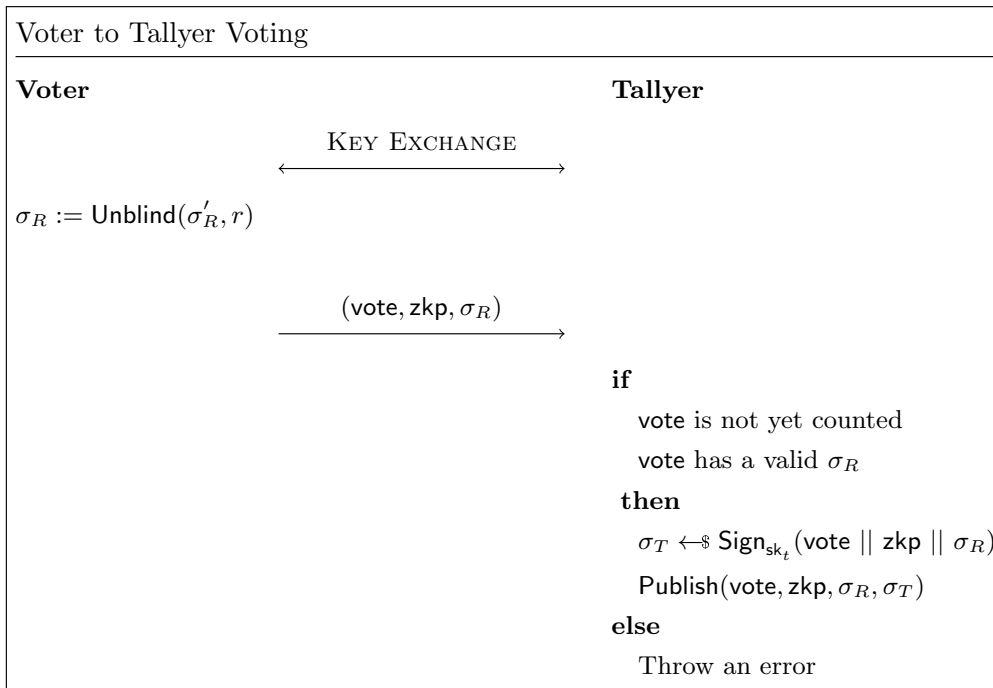 Voter to Tallyer Voting
Voter Tallyer
KEY EXCHANGE
σ_R := Unblind(σ'_R, r)
(vote, zkp, σ_R)
if
vote is not yet counted
vote has a valid σ_R
then
σ_T ←$ Sign_{sk_t}(vote || zkp || σ_R)
Publish(vote, zkp, σ_R, σ_T)
else
Throw an error